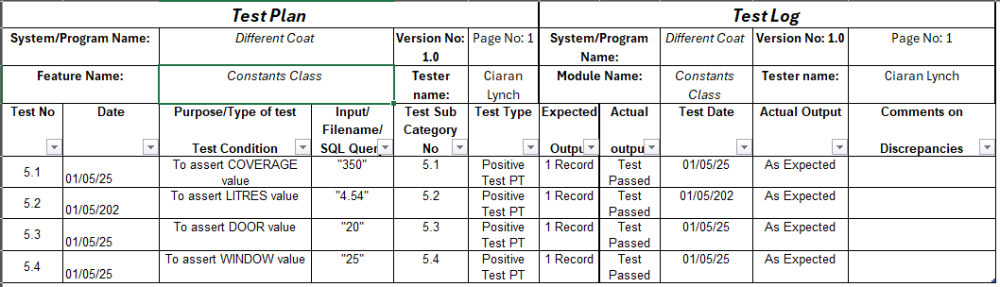 Test Plan Test Log
System/Program Name: Different Coat Version No: 1.0 Page No: 1 System/Program Name: Different Coat Version No: 1.0 Page No: 1
Feature Name: Constants Class Tester name: Ciaran Lynch Module Name: Constants Class Tester name: Ciaran Lynch
Test No Date Purpose/Type of test Test Condition Input/ Filename/ SQL Quer Test Sub Category No Test Type Expected Outpu Actual outpu Test Date Actual Output Comments on Discrepancies
5.1 01/05/25 To assert COVERAGE value "350" 5.1 Positive Test PT 1 Record Test Passed 01/05/25 As Expected
5.2 01/05/202 To assert LITRES value "4.54" 5.2 Positive Test PT 1 Record Test Passed 01/05/202 As Expected
5.3 01/05/25 To assert DOOR value "20" 5.3 Positive Test PT 1 Record Test Passed 01/05/25 As Expected
5.4 01/05/25 To assert WINDOW value "25" 5.4 Positive Test PT 1 Record Test Passed 01/05/25 As Expected